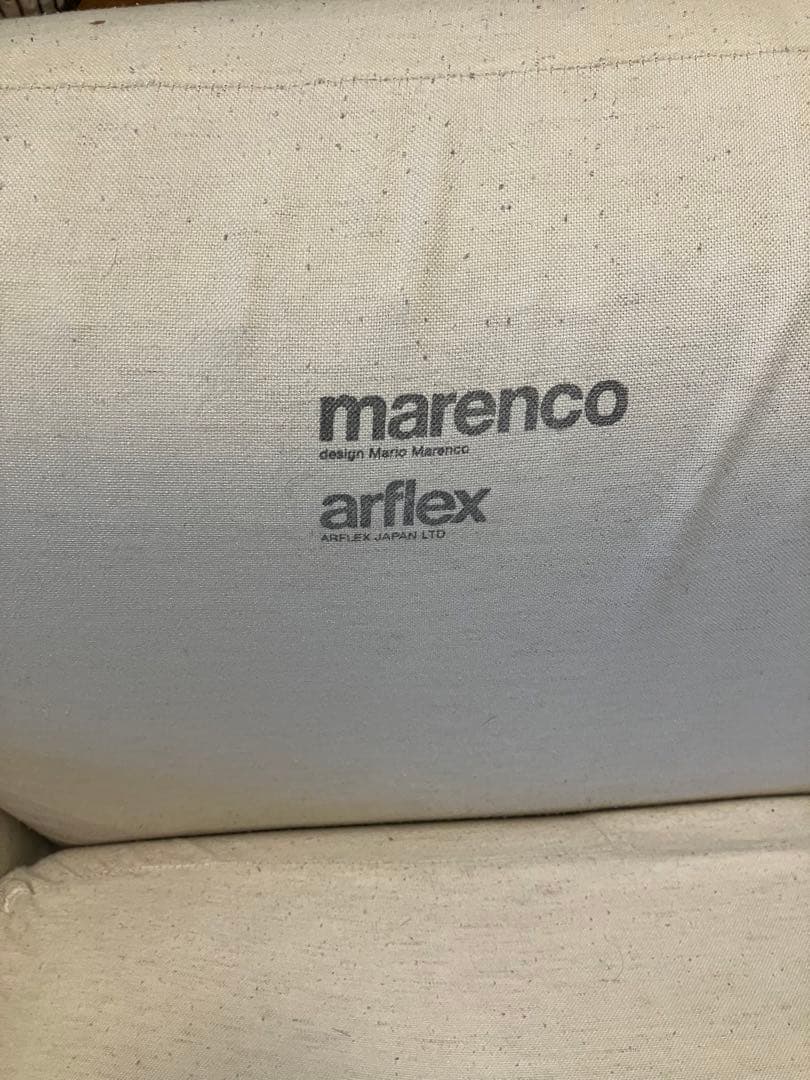 marenco
design Mario Marenco
arflex
ARFLEX JAPAN LTD